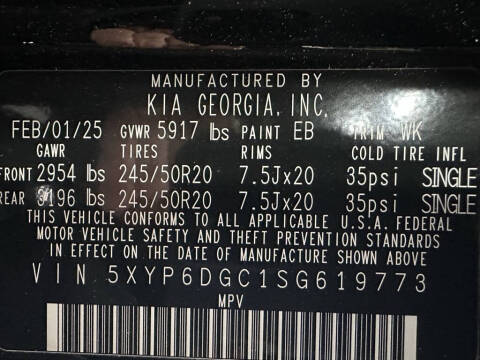 MANUFACTURED BY
KIA GEORGIA, INC.
FEB/01/25 GVWR 5917 lbs PAINT EB TRIM WK
GAWR TIRES RIMS COLD TIRE INFL
FRONT 2954 lbs 245/50R20 7.5Jx20 35psi SINGLE
REAR 3196 lbs 245/50R20 7.5Jx20 35psi SINGLE
THIS VEHICLE CONFORMS TO ALL APPLICABLE U.S.A. FEDERAL
MOTOR VEHICLE SAFETY AND THEFT PREVENTION STANDARDS
IN EFFECT ON THE DATE OF MANUFACTURE SHOWN ABOVE
VIN 5XYP6DGC1SG619773
MPV